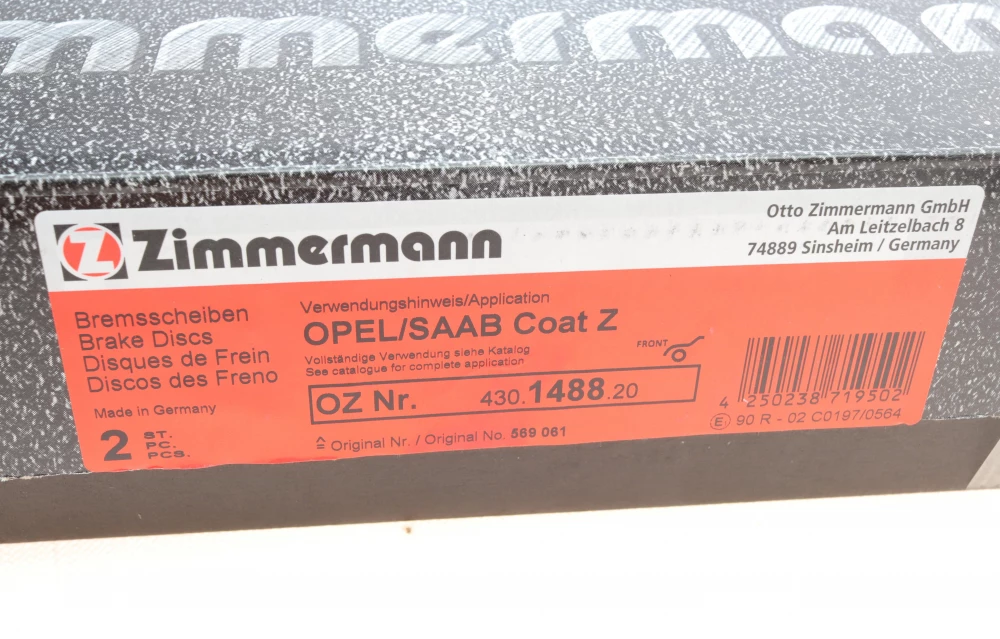 mmerman
Z Zimmermann
Otto Zimmermann GmbH
Am Leitzelbach 8
74889 Sinsheim / Germany
Bremsscheiben
Brake Discs
Disques de Frein
Discos des Freno
Made in Germany
2 ST.
PC.
PCS.
Verwendungshinweis/Application
OPEL/SAAB Coat Z
Vollständige Verwendung siehe Katalog
See catalogue for complete application
FRONT
OZ Nr. 430.1488.20
≙ Original Nr. / Original No. 569 061
4 250238 719502
E1 90 R - 02 C0197/0564